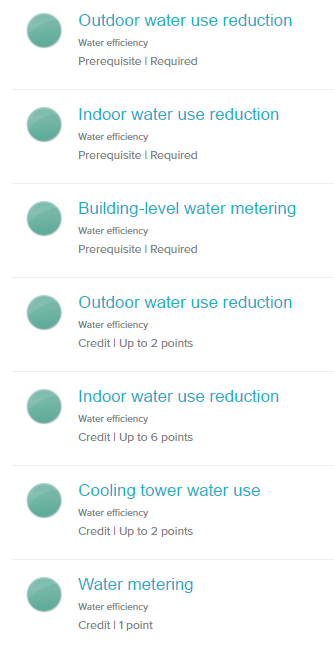 Outdoor water use reduction
Water efficiency
Prerequisite | Required
Indoor water use reduction
Water efficiency
Prerequisite | Required
Building-level water metering
Water efficiency
Prerequisite | Required
Outdoor water use reduction
Water efficiency
Credit | Up to 2 points
Indoor water use reduction
Water efficiency
Credit | Up to 6 points
Cooling tower water use
Water efficiency
Credit | Up to 2 points
Water metering
Water efficiency
Credit | 1 point